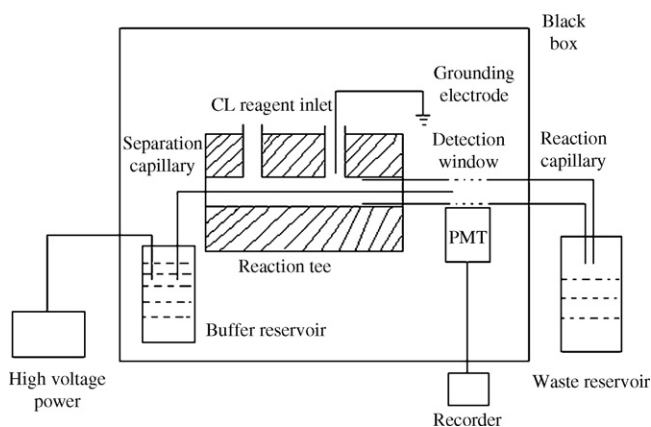 Black
box
Grounding
electrode
CL reagent inlet
Separation
capillary
Detection
window
Reaction
capillary
PMT
Reaction tee
Buffer reservoir
High voltage
power
Waste reservoir
Recorder